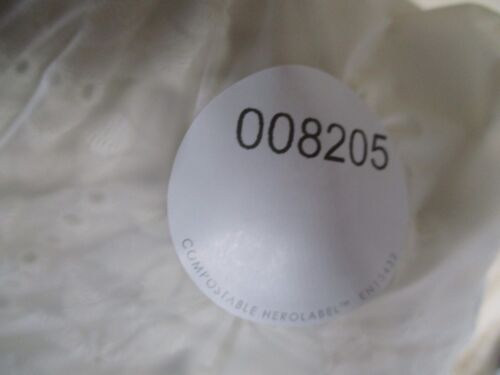 008205
COMPOSTABLE HEROLABEL™ EN13432